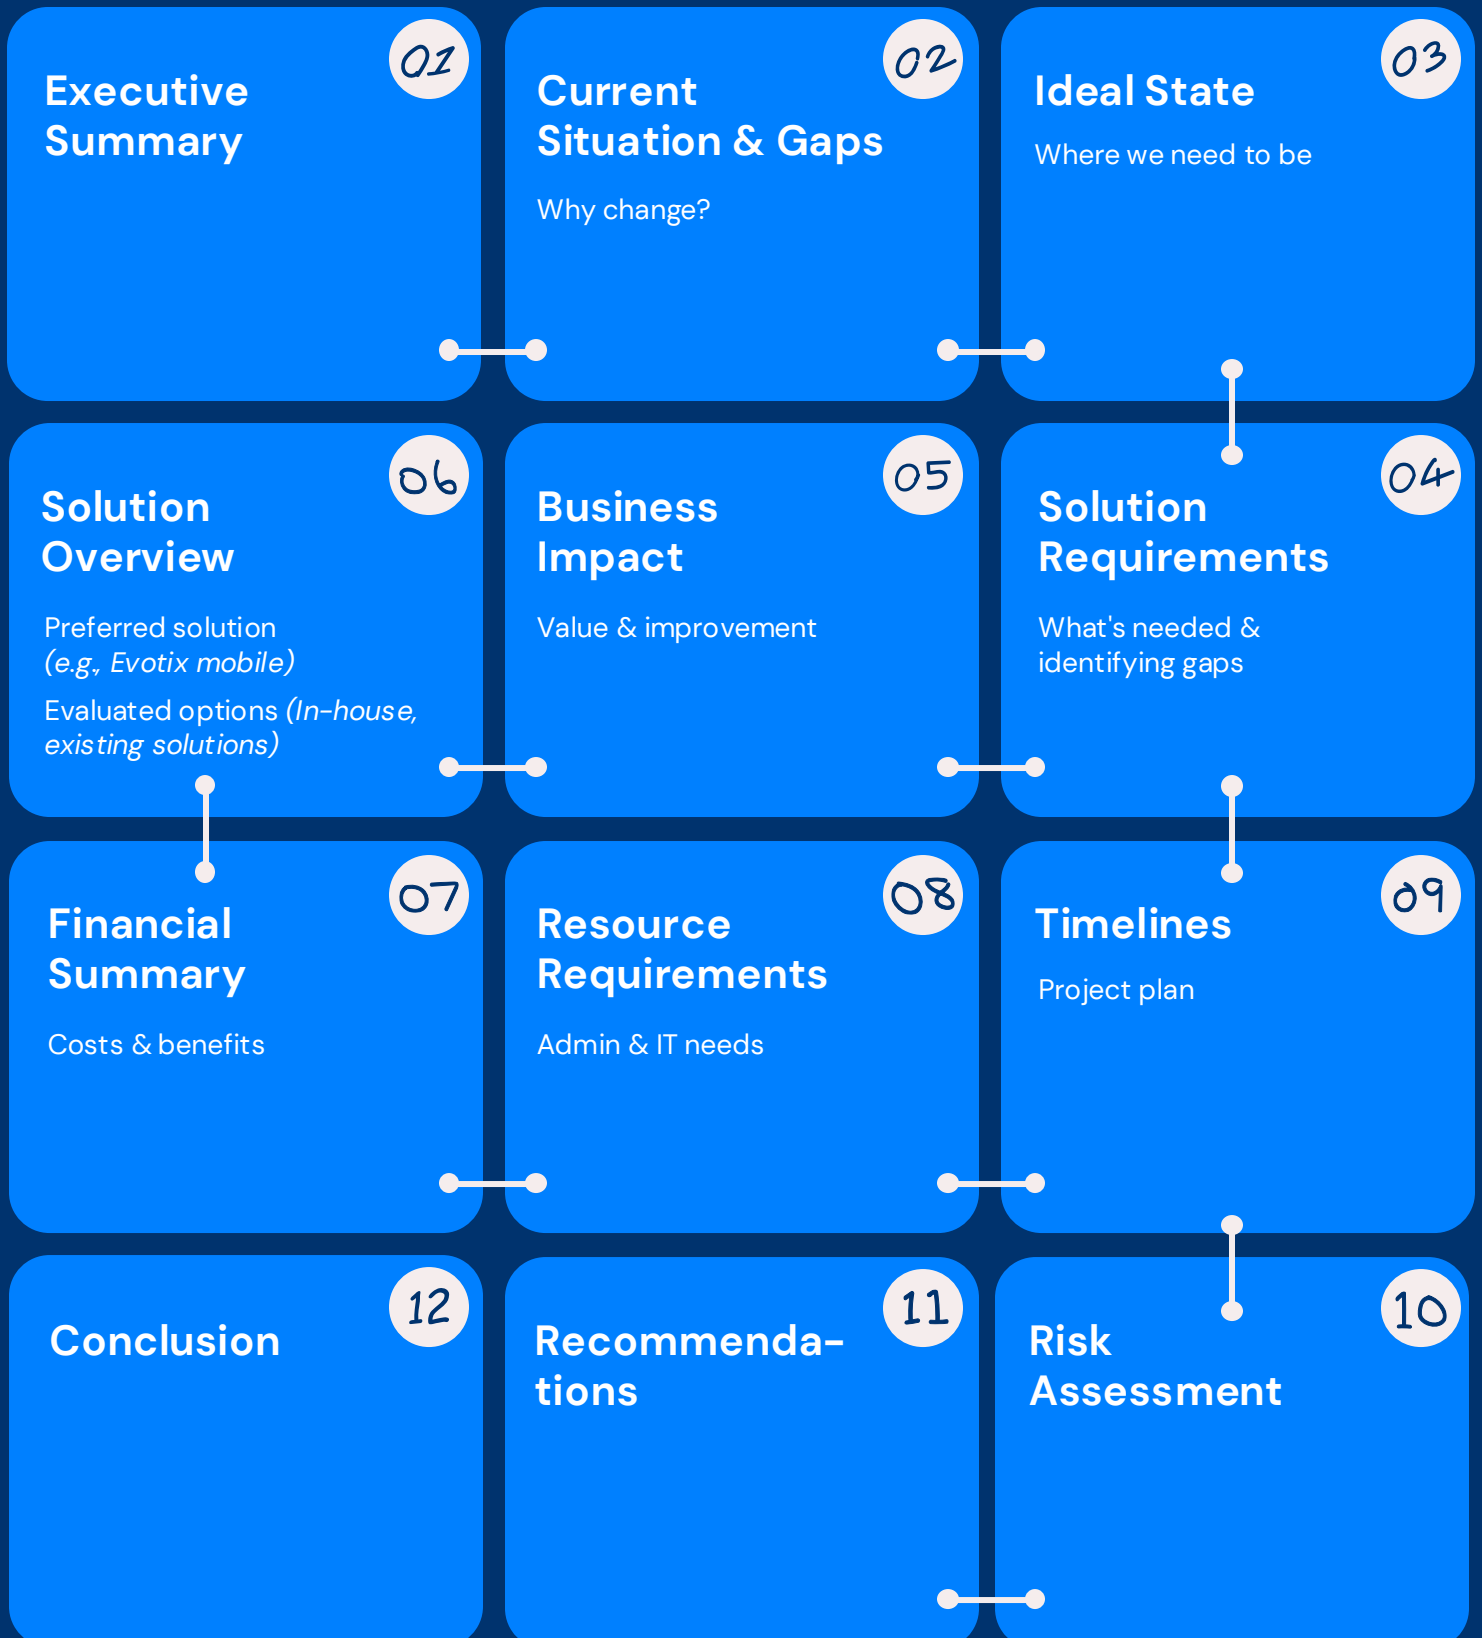 01
Executive
Summary
02
Current
Situation & Gaps
Why change?
03
Ideal State
Where we need to be
04
Solution
Requirements
What's needed &
identifying gaps
05
Business
Impact
Value & improvement
06
Solution
Overview
Preferred solution
(e.g., Evotix mobile)
Evaluated options (In-house,
existing solutions)
07
Financial
Summary
Costs & benefits
08
Resource
Requirements
Admin & IT needs
09
Timelines
Project plan
10
Risk
Assessment
11
Recommenda-
tions
12
Conclusion